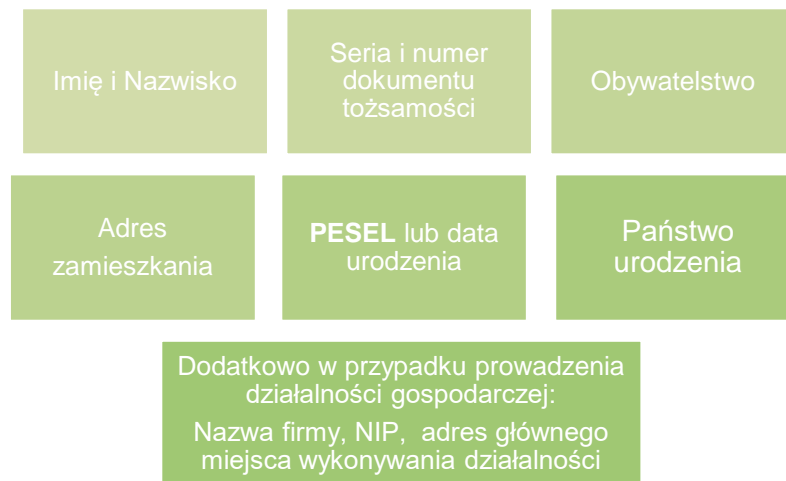 Imię i Nazwisko
Seria i numer
dokumentu
tożsamości
Obywatelstwo
Adres
zamieszkania
PESEL lub data
urodzenia
Państwo
urodzenia
Dodatkowo w przypadku prowadzenia
działalności gospodarczej:
Nazwa firmy, NIP, adres głównego
miejsca wykonywania działalności